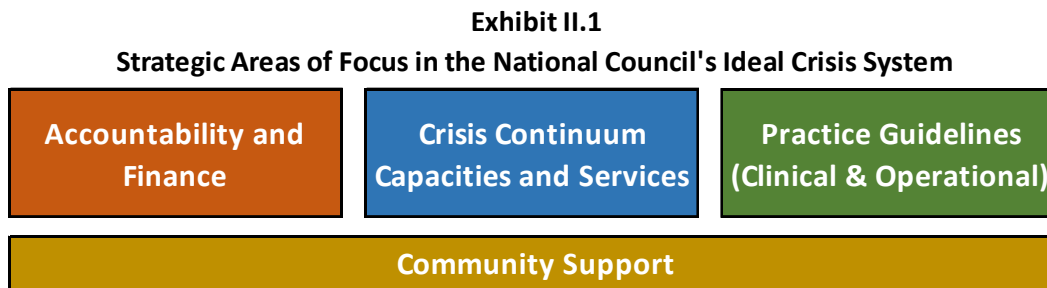 Exhibit II.1
Strategic Areas of Focus in the National Council's Ideal Crisis System
Accountability and
Finance
Crisis Continuum
Capacities and Services
Practice Guidelines
(Clinical & Operational)
Community Support